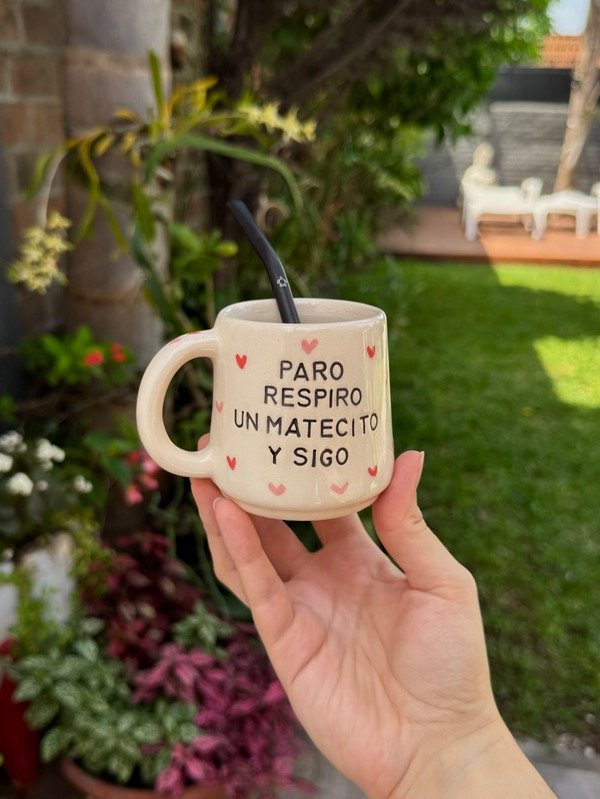 PARO
RESPIRO
UN MATECITO
Y SIGO